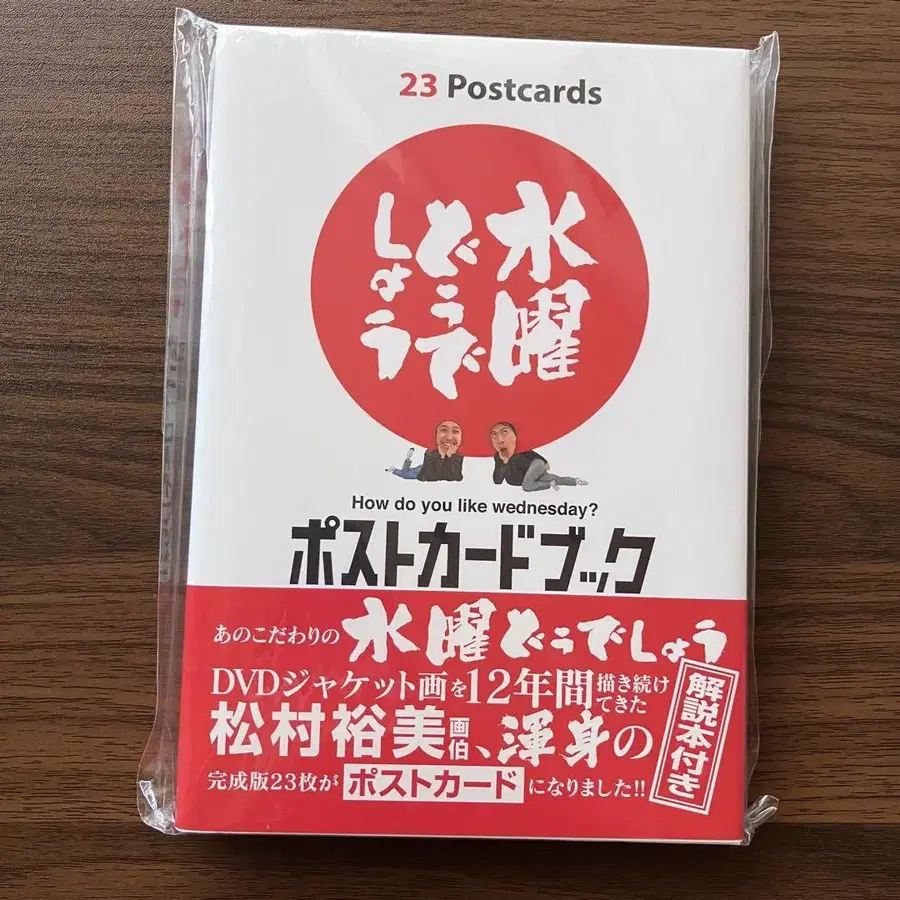 23 Postcards
水曜
どうで
しょう
How do you like wednesday?
ポストカードブック
あのこだわりの水曜どうでしょう
DVDジャケット画を12年間描き続けてきた
松村裕美画伯、渾身の
完成版23枚がポストカードになりました!!
解説本付き